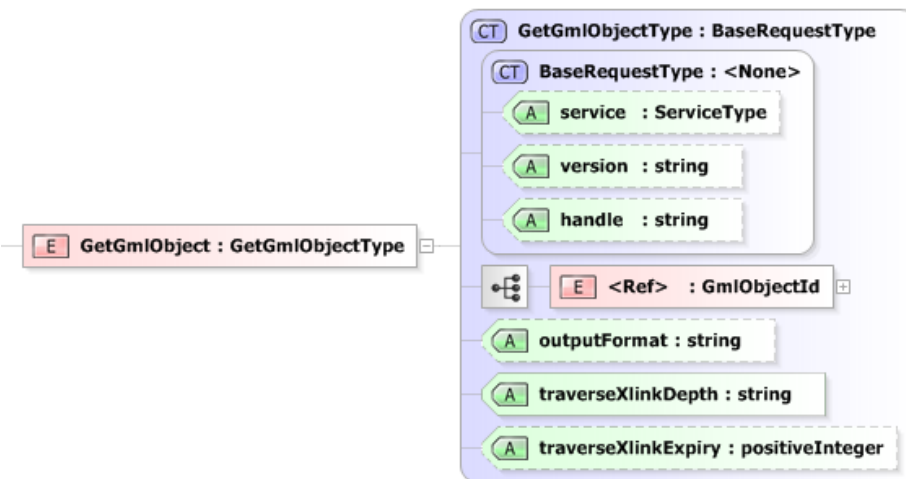 CT GetGmlObjectType : BaseRequestType
CT BaseRequestType : <None>
A service : ServiceType
A version : string
A handle : string
E GetGmlObject : GetGmlObjectType
E <Ref> : GmlObjectId
A outputFormat : string
A traverseXlinkDepth : string
A traverseXlinkExpiry : positiveInteger